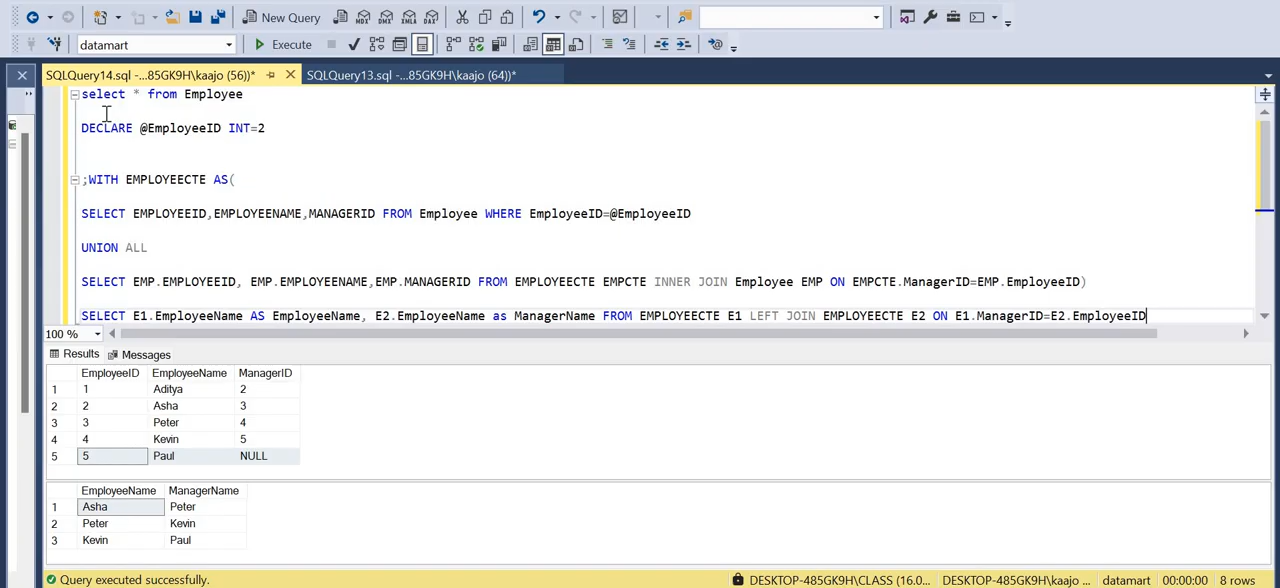 New Query
MDX DMX XMLA DAX
datamart
Execute
SQLQuery14.sql -...85GK9H\kaajo (56))*
SQLQuery13.sql -...85GK9H\kaajo (64))*
select * from Employee
DECLARE @EmployeeID INT=2
;WITH EMPLOYEECTE AS(
SELECT EMPLOYEEID,EMPLOYEENAME,MANAGERID FROM Employee WHERE EmployeeID=@EmployeeID
UNION ALL
SELECT EMP.EMPLOYEEID, EMP.EMPLOYEENAME,EMP.MANAGERID FROM EMPLOYEECTE EMPCTE INNER JOIN Employee EMP ON EMPCTE.ManagerID=EMP.EmployeeID)
SELECT E1.EmployeeName AS EmployeeName, E2.EmployeeName as ManagerName FROM EMPLOYEECTE E1 LEFT JOIN EMPLOYEECTE E2 ON E1.ManagerID=E2.EmployeeID
100 %
Results Messages
EmployeeID EmployeeName ManagerID
1 1 Aditya 2
2 2 Asha 3
3 3 Peter 4
4 4 Kevin 5
5 5 Paul NULL
EmployeeName ManagerName
1 Asha Peter
2 Peter Kevin
3 Kevin Paul
Query executed successfully.
DESKTOP-485GK9H\CLASS (16.0... DESKTOP-485GK9H\kaajo ... datamart 00:00:00 8 rows